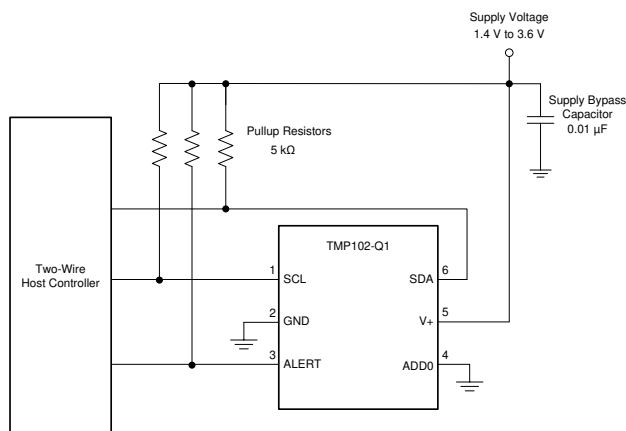 Supply Voltage
1.4 V to 3.6 V
Supply Bypass
Capacitor
0.01 µF
Pullup Resistors
5 kΩ
Two-Wire
Host Controller
TMP102-Q1
1
SCL
SDA
6
2
GND
V+
5
3
ALERT
ADD0
4